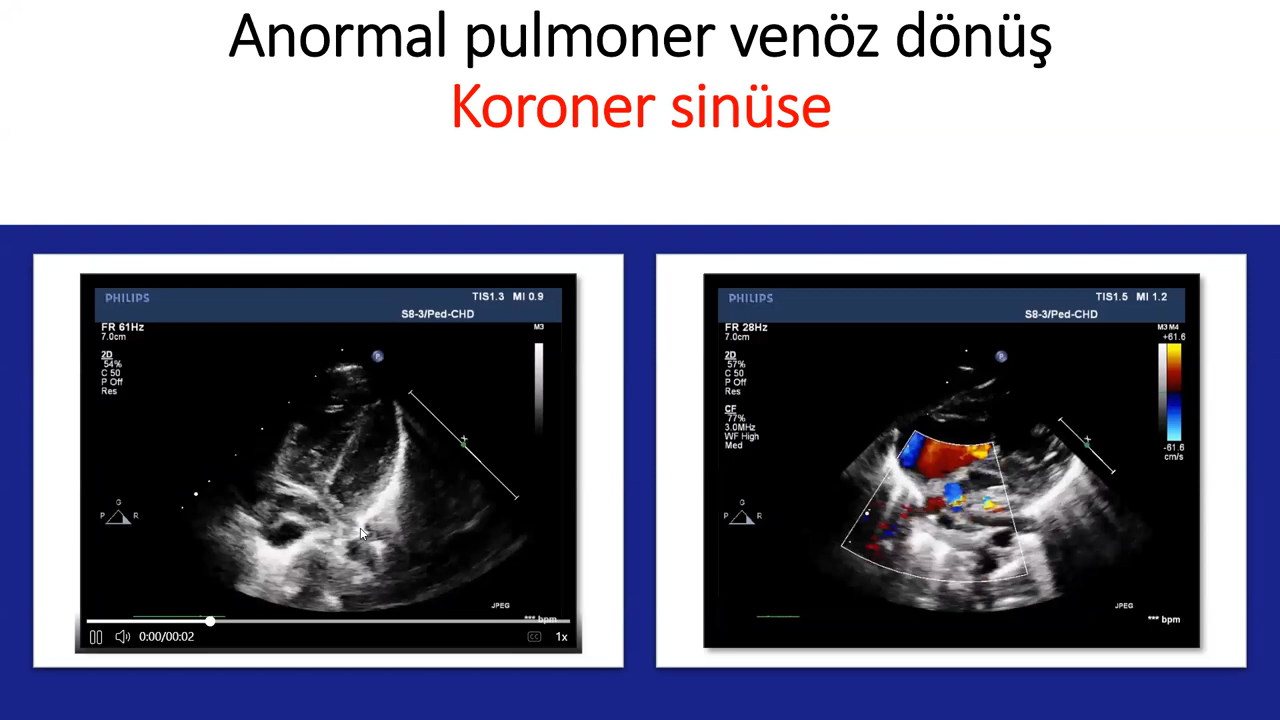 Anormal pulmoner venöz dönüş
Koroner sinüse
PHILIPS
TIS1.3 MI 0.9
S8-3/Ped-CHD
FR 61Hz
7.0cm
M3
2D
54%
C 50
P Off
Res
P
G
P R
JPEG
*** bpm
0:00/00:02
CC
1x
PHILIPS
TIS1.5 MI 1.2
S8-3/Ped-CHD
FR 28Hz
7.0cm
M3 M4
+61.6
2D
57%
C 50
P Off
Res
CF
77%
3.0MHz
WF High
Med
-61.6
cm/s
P
G
P R
JPEG
*** bpm